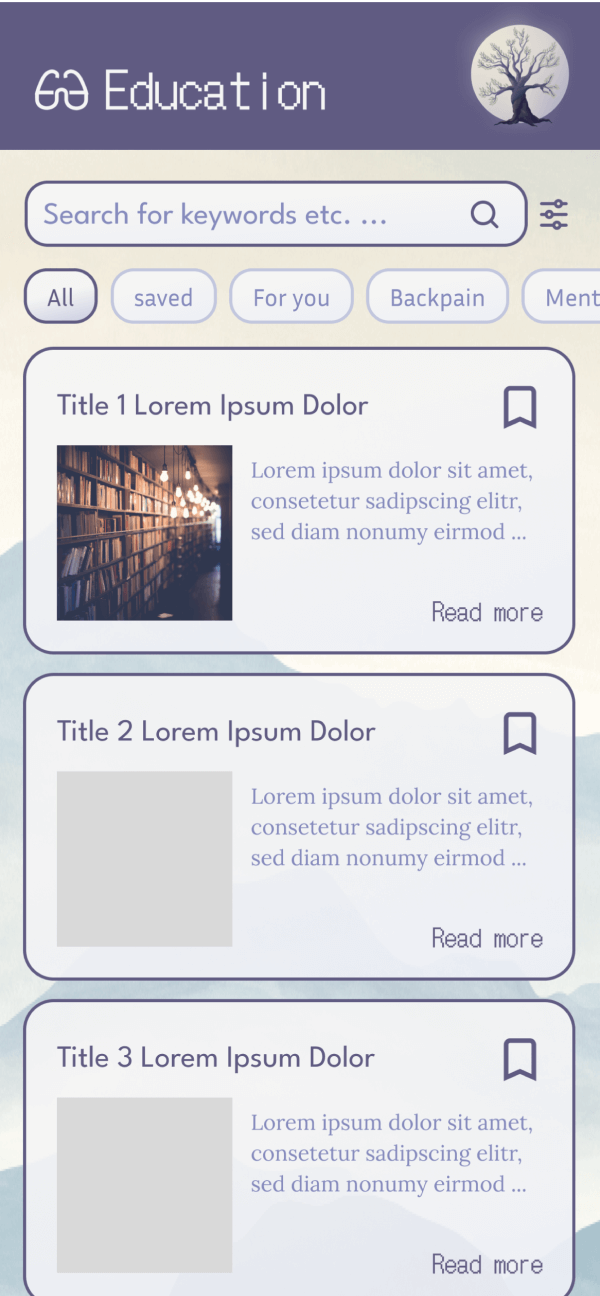 Education
Search for keywords etc. ...
All saved For you Backpain Ment
Title 1 Lorem Ipsum Dolor
Lorem ipsum dolor sit amet,
consetetur sadipscing elitr,
sed diam nonumy eirmod ...
Read more
Title 2 Lorem Ipsum Dolor
Lorem ipsum dolor sit amet,
consetetur sadipscing elitr,
sed diam nonumy eirmod ...
Read more
Title 3 Lorem Ipsum Dolor
Lorem ipsum dolor sit amet,
consetetur sadipscing elitr,
sed diam nonumy eirmod ...
Read more